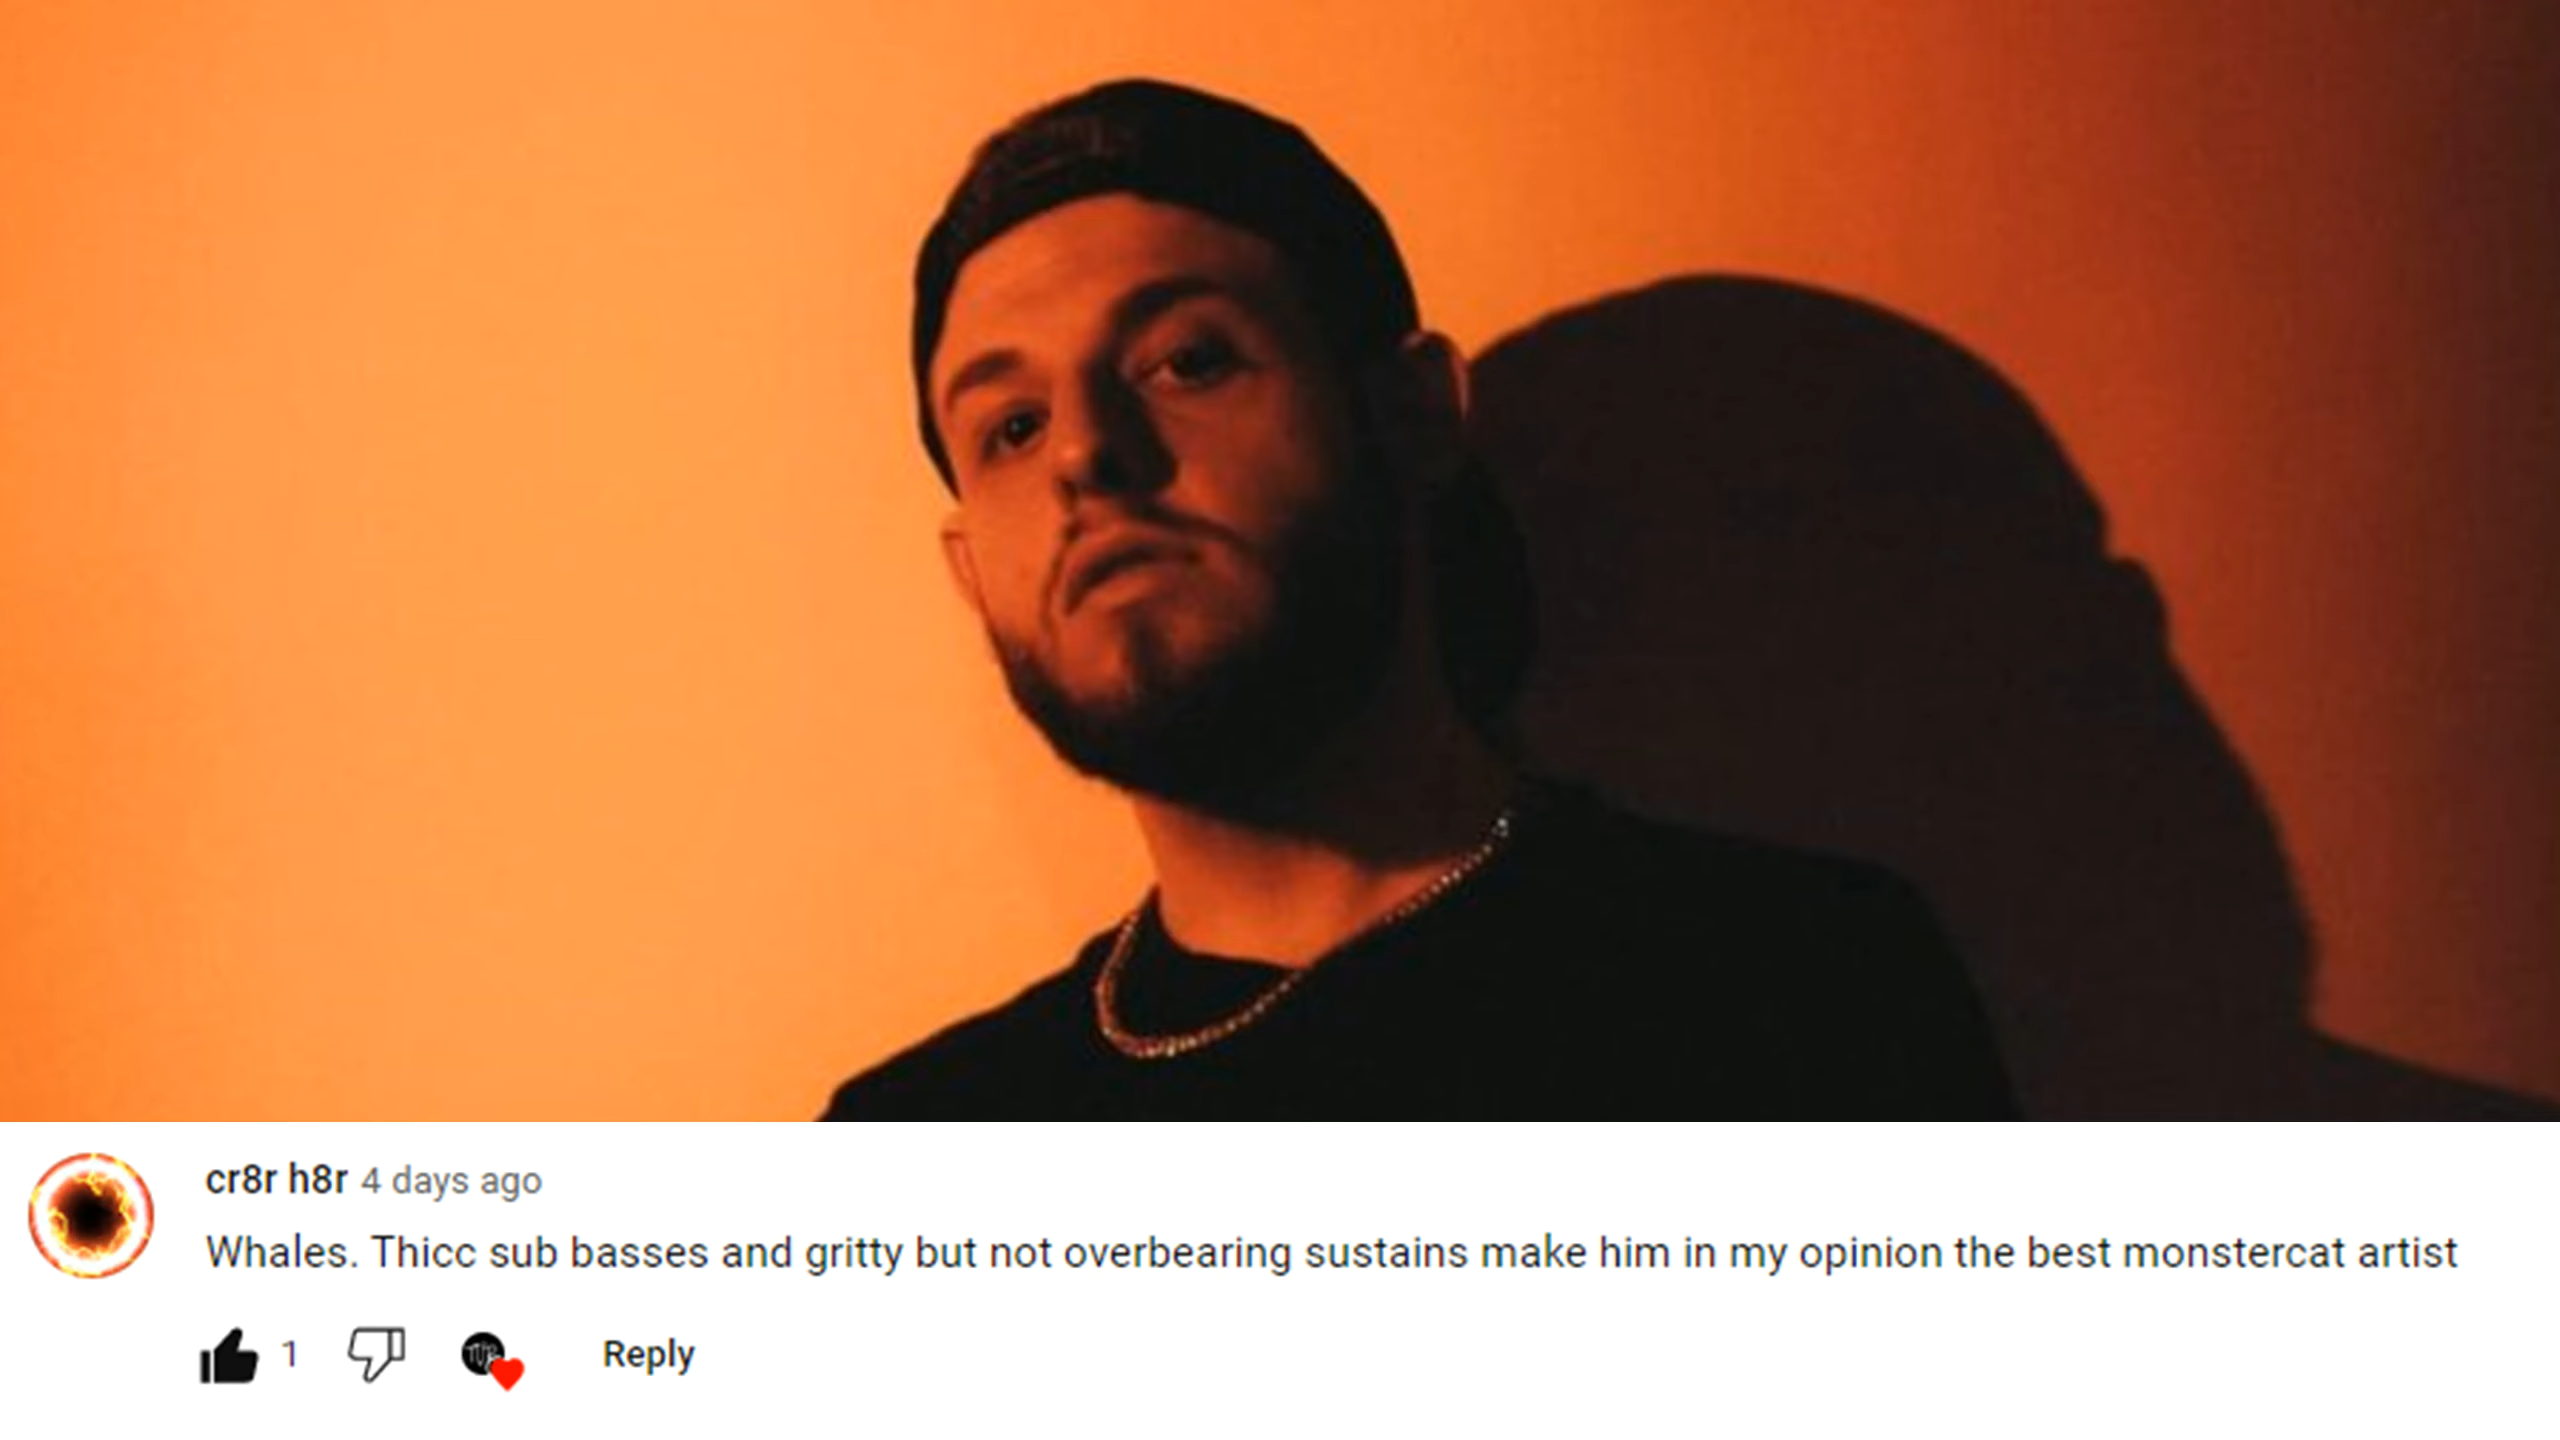 cr8r h8r 4 days ago
Whales. Thicc sub basses and gritty but not overbearing sustains make him in my opinion the best monstercat artist
1 Reply